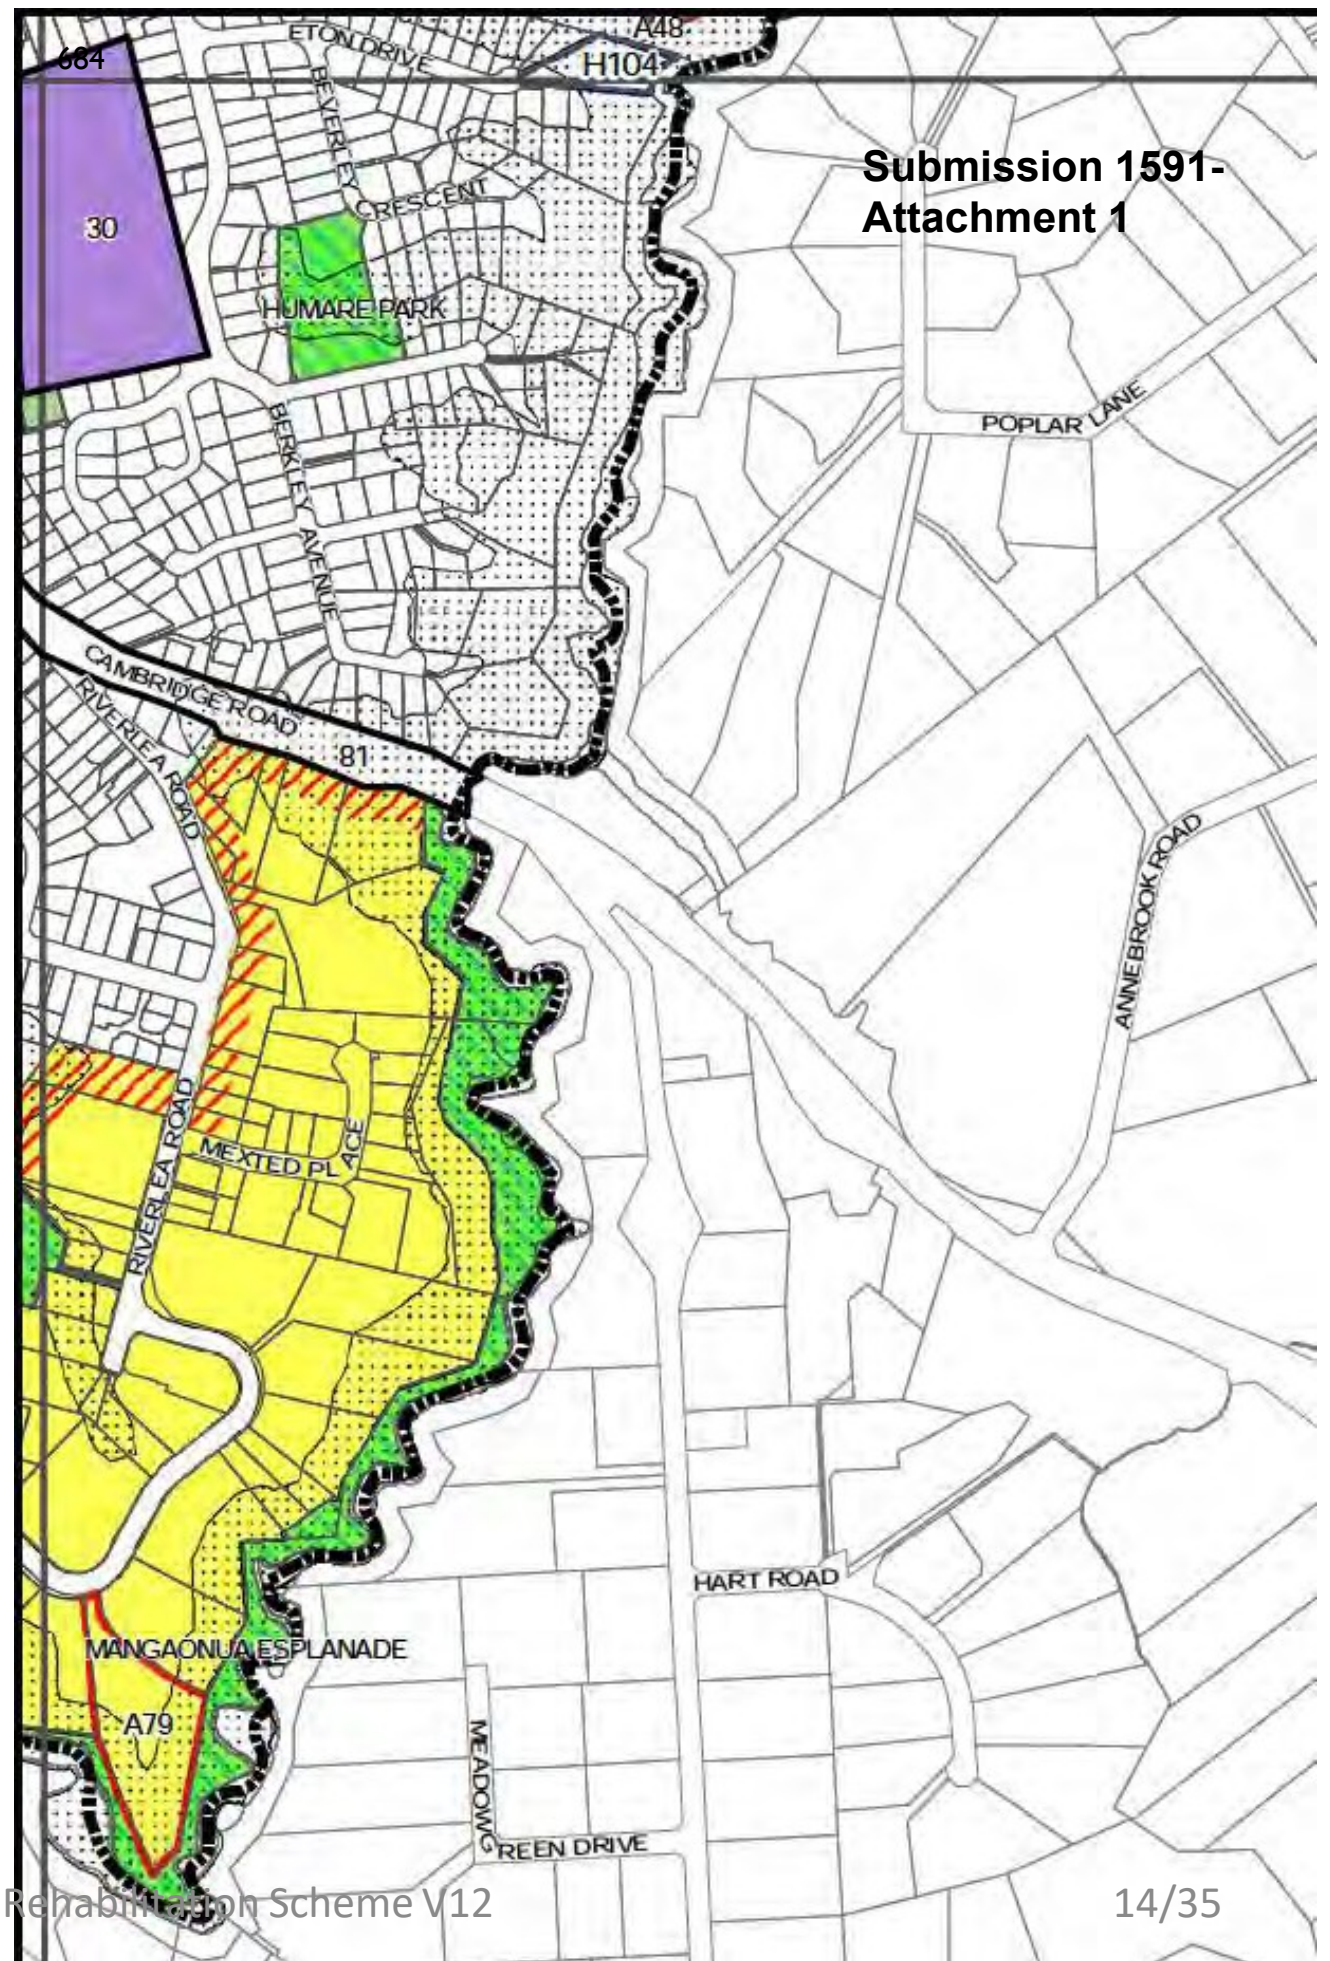 A48
ETON DRIVE
684
H104
BEVERLEY
CRESCENT
Submission 1591-
Attachment 1
30
HUMARE PARK
POPLAR LANE
BERKLEY AVENUE
CAMBRIDGE ROAD
RIVERLEA ROAD
81
ANNEBROOK ROAD
RIVERLEA ROAD
MEXTED PLACE
HART ROAD
MANGAONUA ESPLANADE
A79
MEADOWGREEN DRIVE
Rehabilitation Scheme V12
14/35